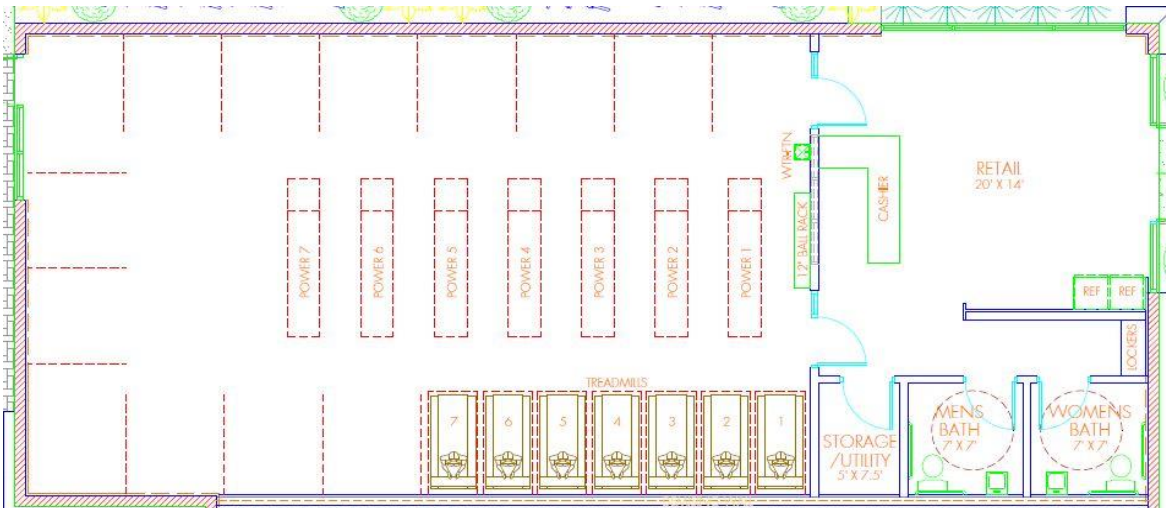 WTR FTN
RETAIL
20' X 14'
CASHIER
12" BALL RACK
POWER 7
POWER 6
POWER 5
POWER 4
POWER 3
POWER 2
POWER 1
REF
REF
LOCKERS
TREADMILLS
7
6
5
4
3
2
1
STORAGE
/UTILITY
5' X 7.5'
MENS
BATH
7' X 7'
WOMENS
BATH
7' X 7'